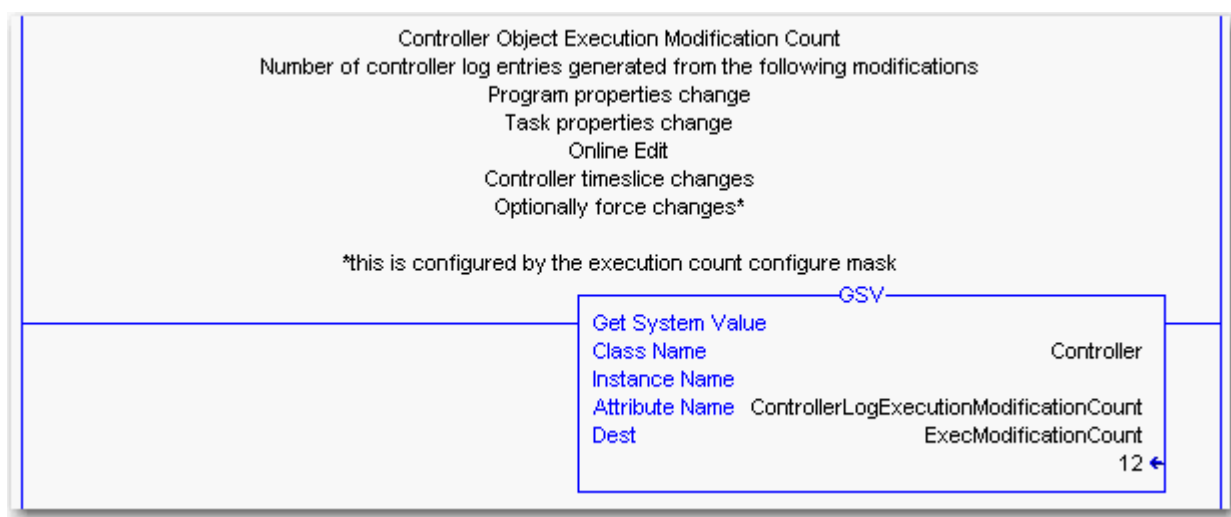 Controller Object Execution Modification Count
Number of controller log entries generated from the following modifications
Program properties change
Task properties change
Online Edit
Controller timeslice changes
Optionally force changes*
*this is configured by the execution count configure mask
GSV
Get System Value
Class Name Controller
Instance Name
Attribute Name ControllerLogExecutionModificationCount
Dest ExecModificationCount
12